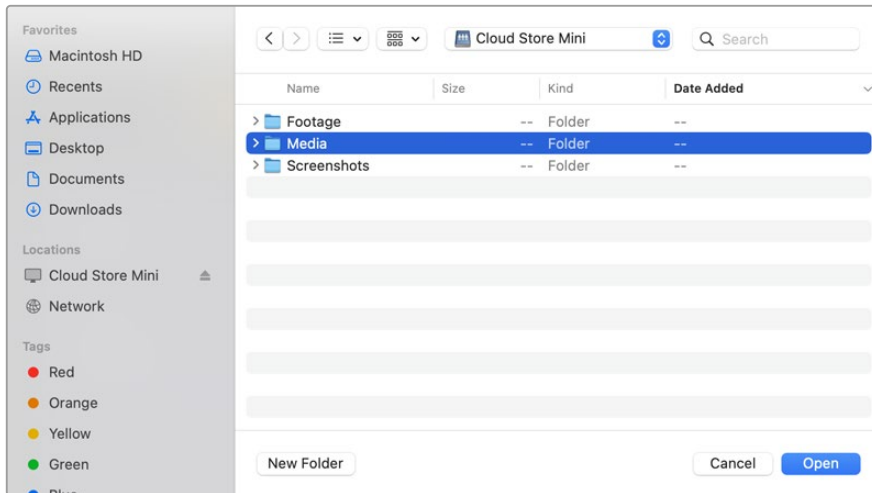 Favorites
Macintosh HD
Recents
Applications
Desktop
Documents
Downloads
Locations
Cloud Store Mini
Network
Tags
Red
Orange
Yellow
Green
Blue
Cloud Store Mini
Search
Name Size Kind Date Added
Footage -- Folder --
Media -- Folder --
Screenshots -- Folder --
New Folder Cancel Open